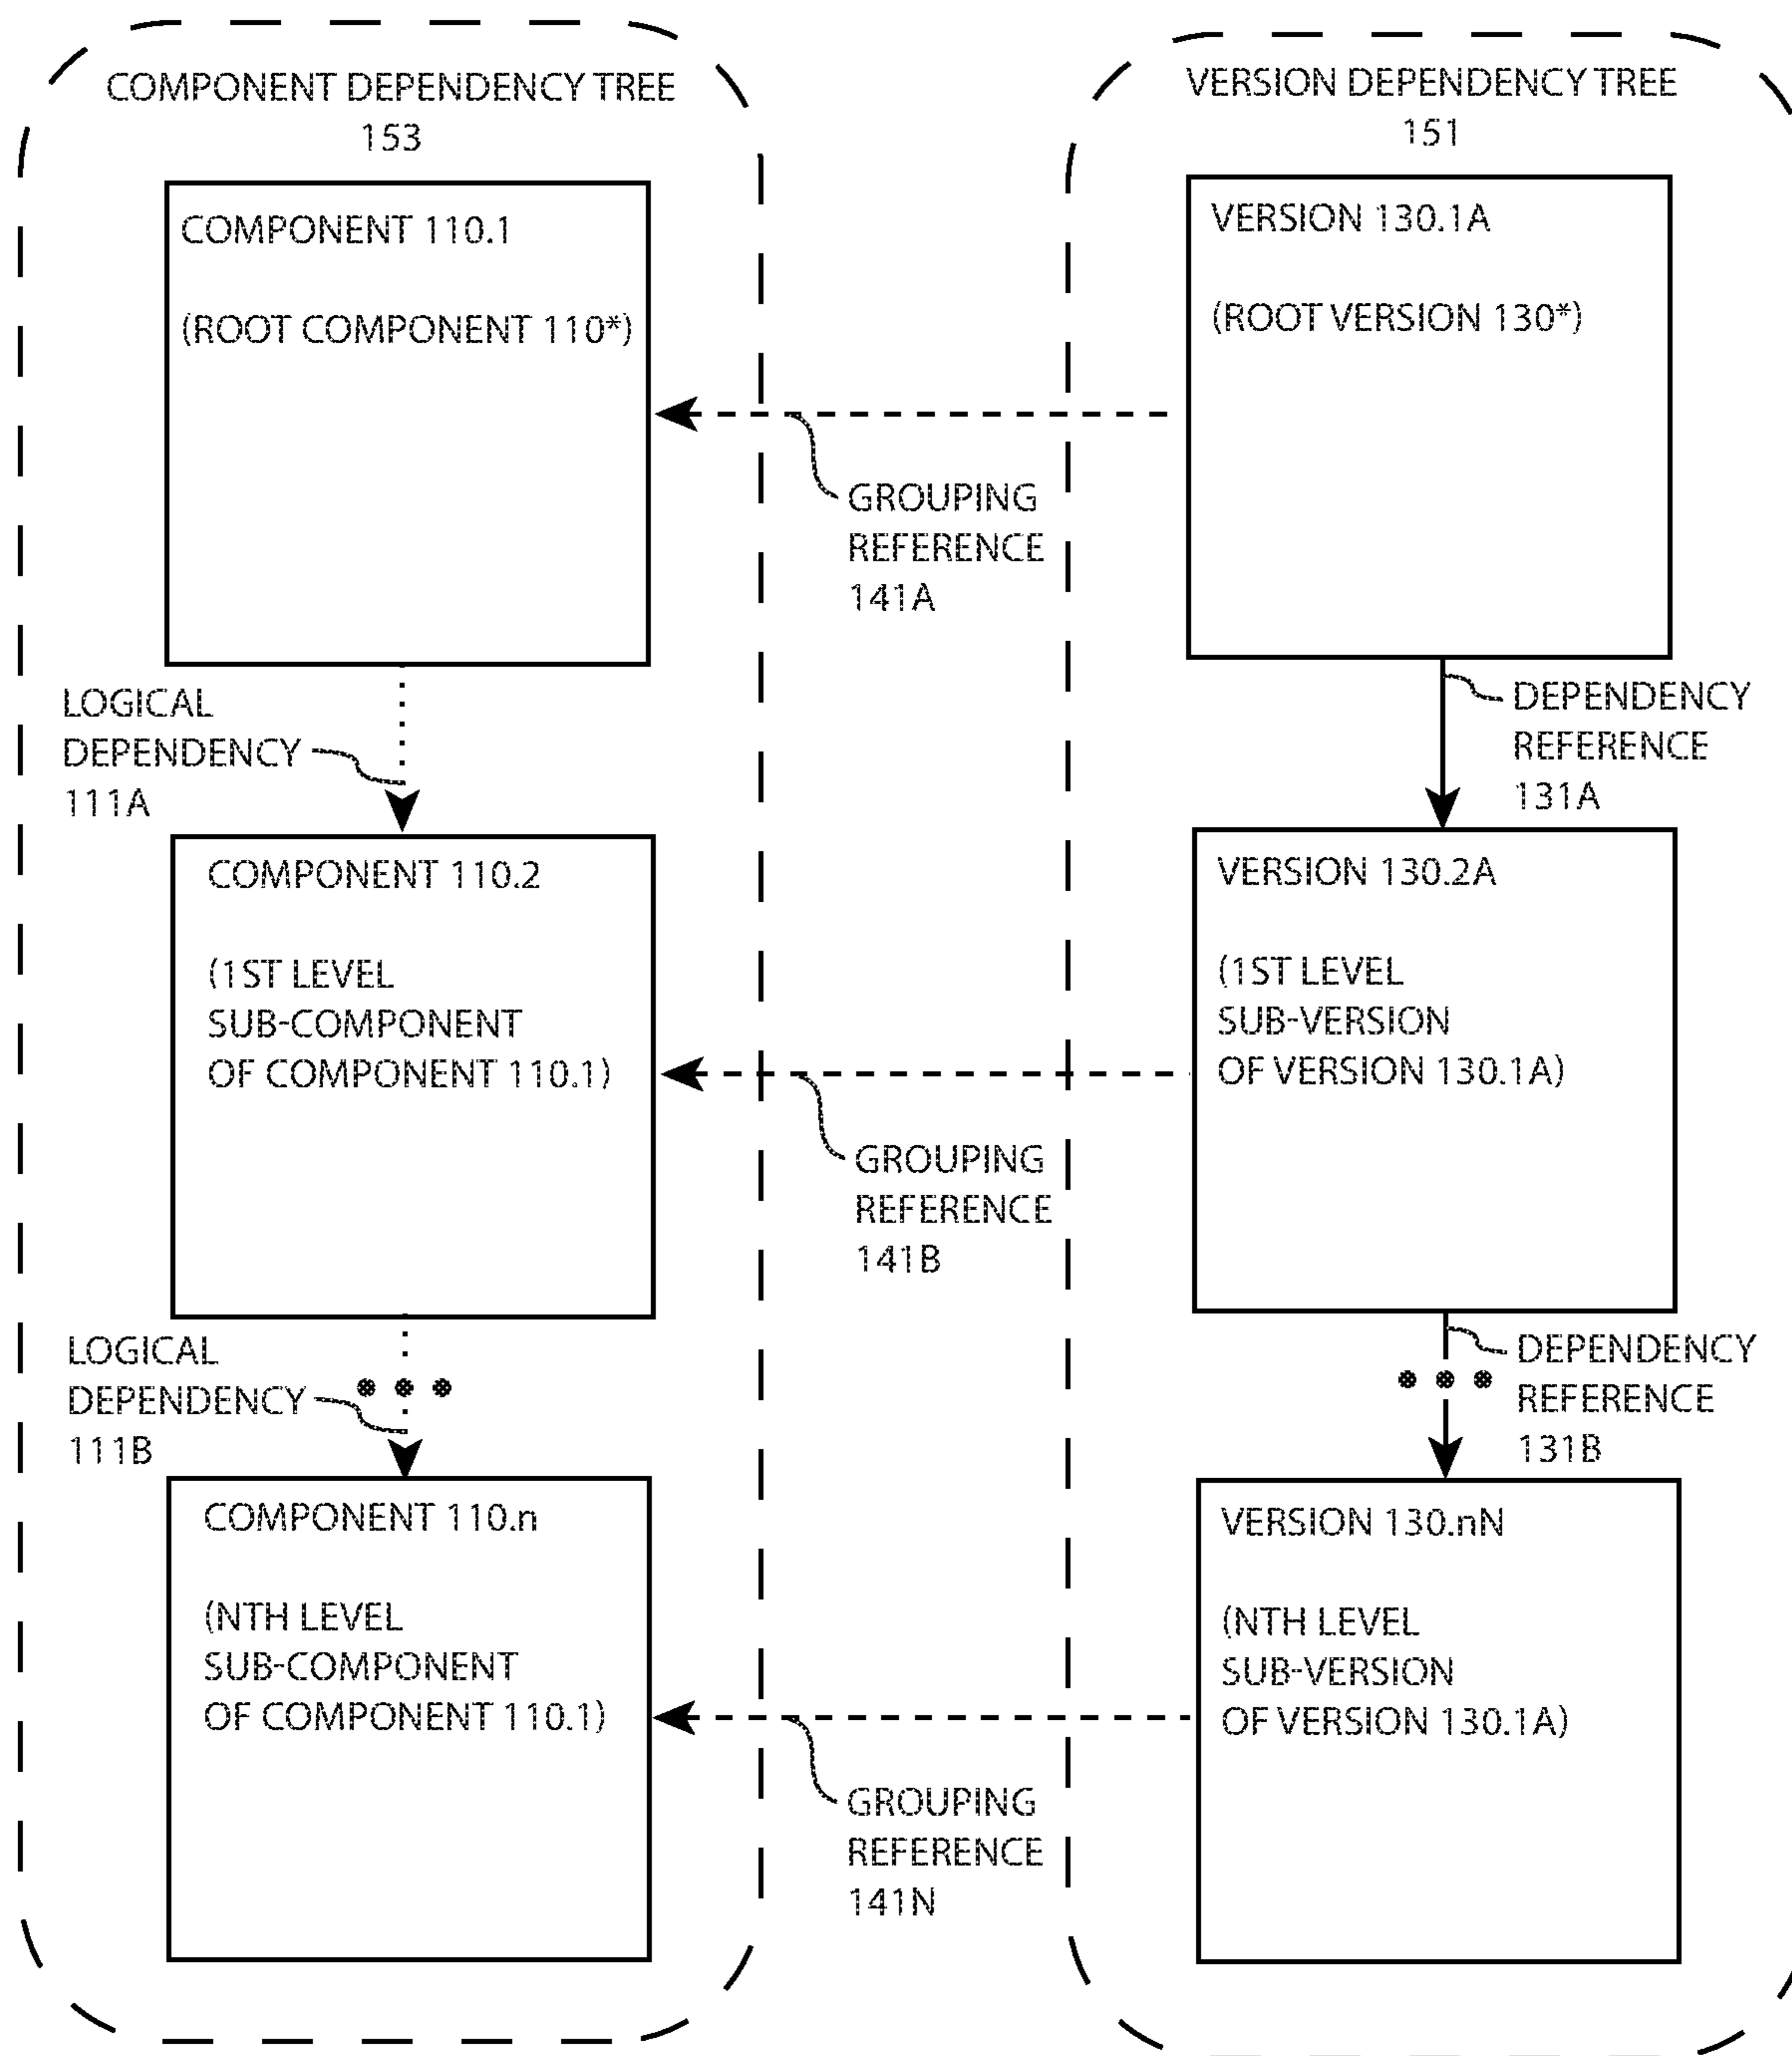 COMPONENT DEPENDENCY TREE
153
COMPONENT 110.1
(ROOT COMPONENT 110*)
LOGICAL
DEPENDENCY
111A
COMPONENT 110.2
(1ST LEVEL
SUB-COMPONENT
OF COMPONENT 110.1)
LOGICAL
DEPENDENCY
111B
COMPONENT 110.n
(NTH LEVEL
SUB-COMPONENT
OF COMPONENT 110.1)
GROUPING
REFERENCE
141A
GROUPING
REFERENCE
141B
GROUPING
REFERENCE
141N
VERSION DEPENDENCY TREE
151
VERSION 130.1A
(ROOT VERSION 130*)
DEPENDENCY
REFERENCE
131A
VERSION 130.2A
(1ST LEVEL
SUB-VERSION
OF VERSION 130.1A)
DEPENDENCY
REFERENCE
131B
VERSION 130.nN
(NTH LEVEL
SUB-VERSION
OF VERSION 130.1A)